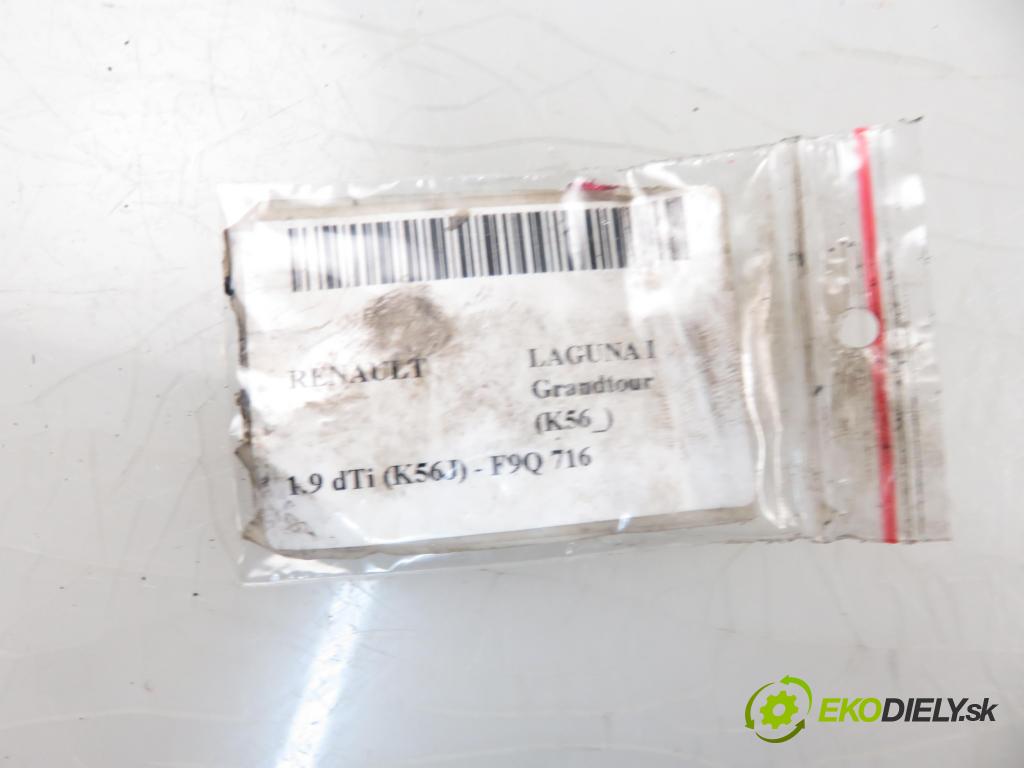 RENAULT
LAGUNA I
Grandtour
(K56_)
1.9 dTi (K56J) - F9Q 716
EKODIELY.sk